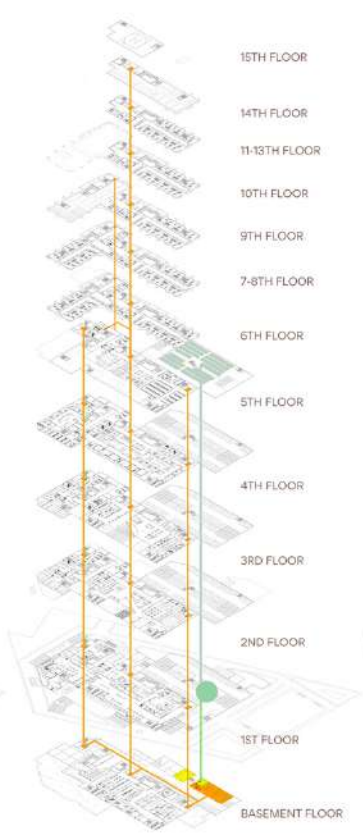 15TH FLOOR
14TH FLOOR
11-13TH FLOOR
10TH FLOOR
9TH FLOOR
7-8TH FLOOR
6TH FLOOR
5TH FLOOR
4TH FLOOR
3RD FLOOR
2ND FLOOR
1ST FLOOR
BASEMENT FLOOR